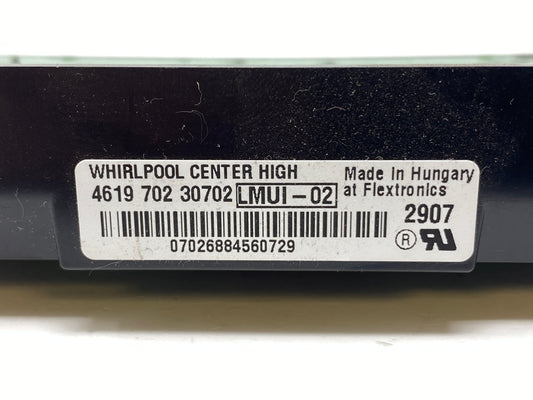 WHIRLPOOL CENTER HIGH
Made In Hungary
4619 702 30702 LMUI-02 at Flextronics
2907
07026884560729
®